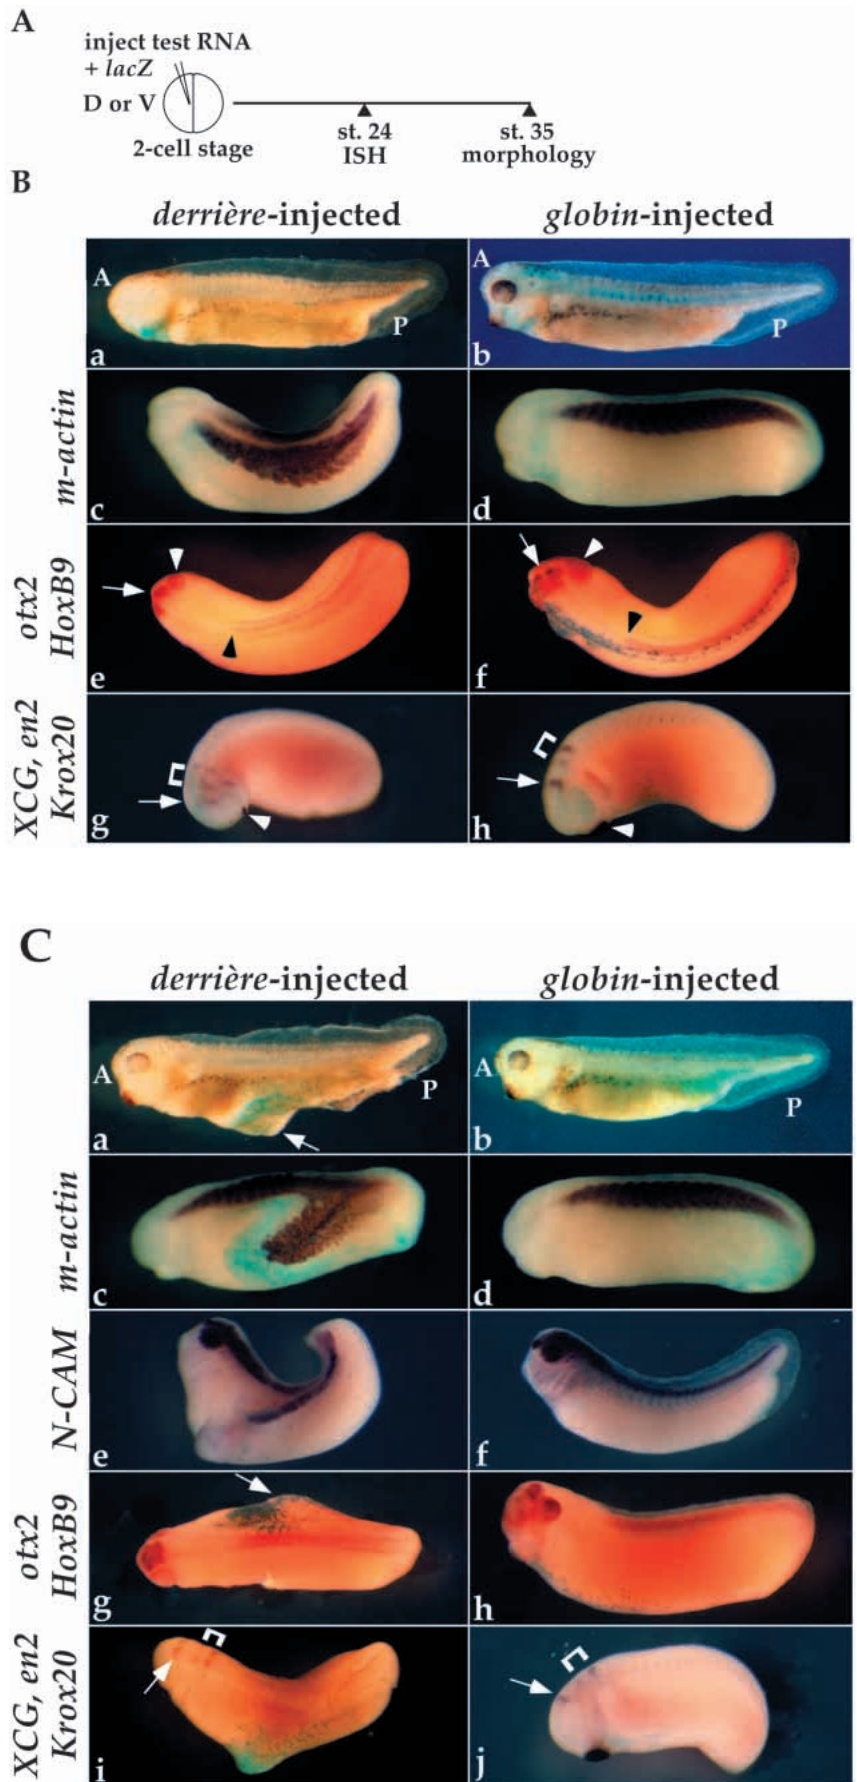 A
inject test RNA
+ lacZ
D or V
2-cell stage
st. 24
ISH
st. 35
morphology
B
derrière-injected
globin-injected
A
P
a
A
P
b
m-actin
c
d
otx2
HoxB9
e
f
XCG, en2
Krox20
g
h
C
derrière-injected
globin-injected
A
P
a
A
P
b
m-actin
c
d
N-CAM
e
f
otx2
HoxB9
g
h
XCG, en2
Krox20
i
j